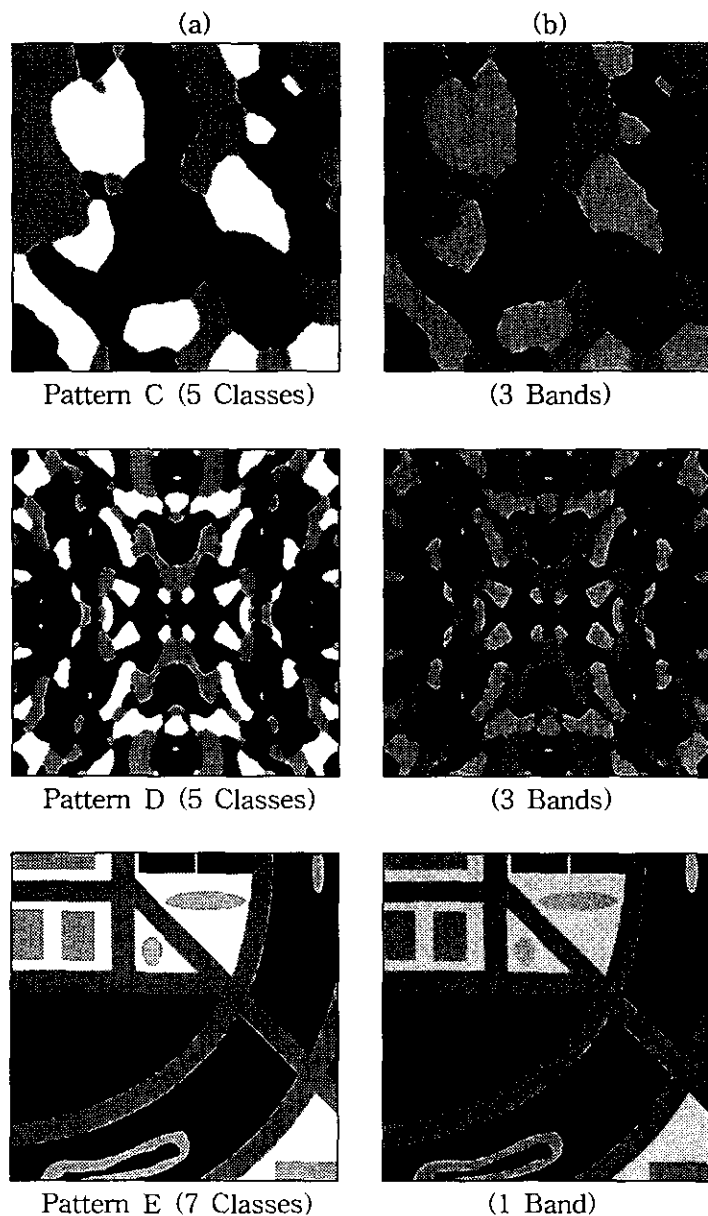 (a) (b)
Pattern C (5 Classes) (3 Bands)
Pattern D (5 Classes) (3 Bands)
Pattern E (7 Classes) (1 Band)